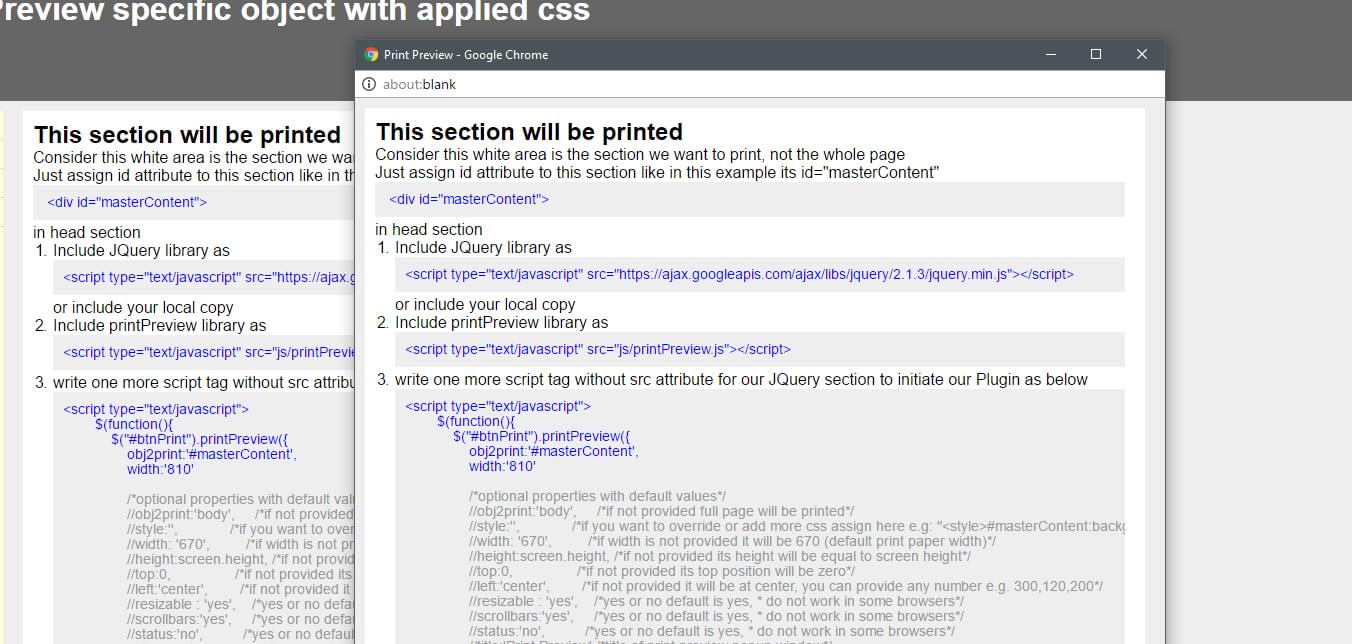 Preview specific object with applied css
Print Preview - Google Chrome
about:blank
This section will be printed
Consider this white area is the section we wa
Just assign id attribute to this section like in th
<div id="masterContent">
in head section
1. Include JQuery library as
<script type="text/javascript" src="https://ajax.g
or include your local copy
2. Include printPreview library as
<script type="text/javascript" src="js/printPrevie
3. write one more script tag without src attribu
<script type="text/javascript">
$(function(){
$("#btnPrint").printPreview({
obj2print:'#masterContent',
width:'810'
/*optional properties with default val
//obj2print:'body', /*if not provided
//style:'', /*if you want to over
//width: '670', /*if width is not pr
//height:screen.height, /*if not provid
//top:0, /*if not provided its
//left:'center', /*if not provided it
//resizable : 'yes', /*yes or no defa
//scrollbars:'yes', /*yes or no defa
//status:'no', /*yes or no defaul
This section will be printed
Consider this white area is the section we want to print, not the whole page
Just assign id attribute to this section like in this example its id="masterContent"
<div id="masterContent">
in head section
1. Include JQuery library as
<script type="text/javascript" src="https://ajax.googleapis.com/ajax/libs/jquery/2.1.3/jquery.min.js"></script>
or include your local copy
2. Include printPreview library as
<script type="text/javascript" src="js/printPreview.js"></script>
3. write one more script tag without src attribute for our JQuery section to initiate our Plugin as below
<script type="text/javascript">
$(function(){
$("#btnPrint").printPreview({
obj2print:'#masterContent',
width:'810'
/*optional properties with default values*/
//obj2print:'body', /*if not provided full page will be printed*/
//style:'', /*if you want to override or add more css assign here e.g: "<style>#masterContent:backg
//width: '670', /*if width is not provided it will be 670 (default print paper width)*/
//height:screen.height, /*if not provided its height will be equal to screen height*/
//top:0, /*if not provided its top position will be zero*/
//left:'center', /*if not provided it will be at center, you can provide any number e.g. 300,120,200*/
//resizable : 'yes', /*yes or no default is yes, * do not work in some browsers*/
//scrollbars:'yes', /*yes or no default is yes, * do not work in some browsers*/
//status:'no', /*yes or no default is yes, * do not work in some browsers*/
//title:'Print Preview' /*title of print preview popup window*/